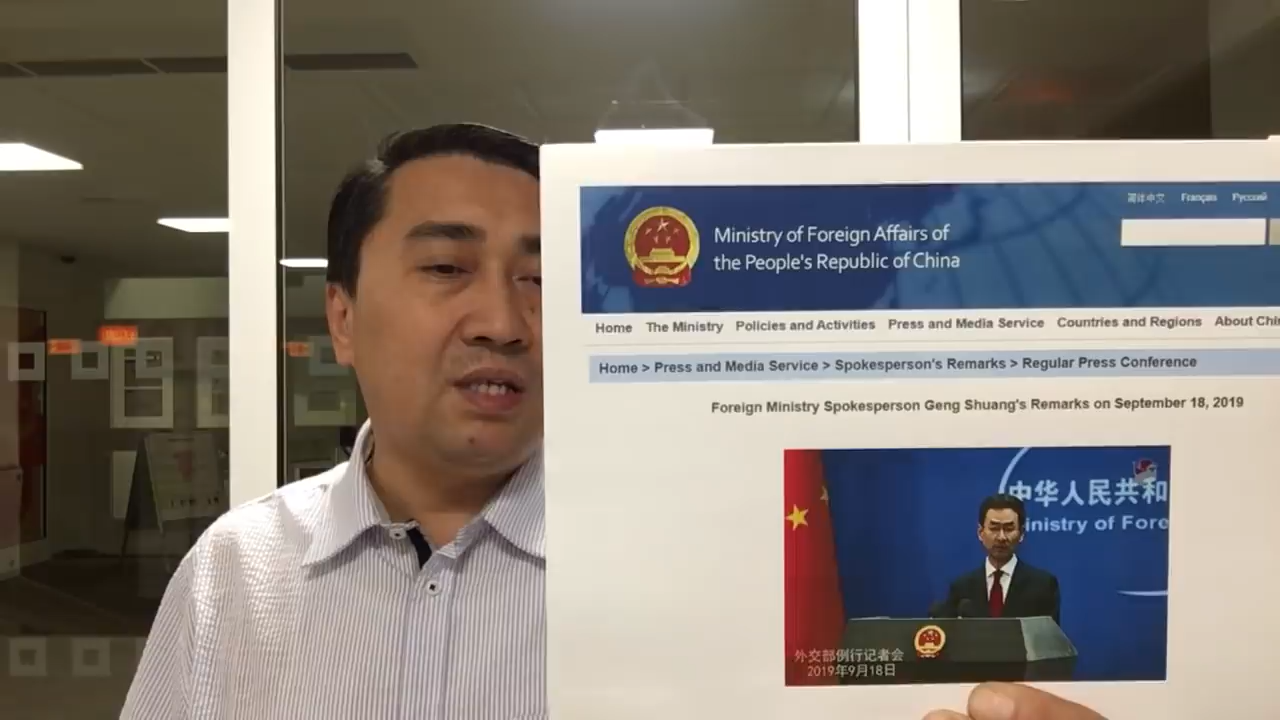 简体中文 Français Русский
Ministry of Foreign Affairs of
the People's Republic of China
Home The Ministry Policies and Activities Press and Media Service Countries and Regions About Chi
Home > Press and Media Service > Spokesperson's Remarks > Regular Press Conference
Foreign Ministry Spokesperson Geng Shuang's Remarks on September 18, 2019
中华人民共和
inistry of Fore
外交部例行记者会
2019年9月18日